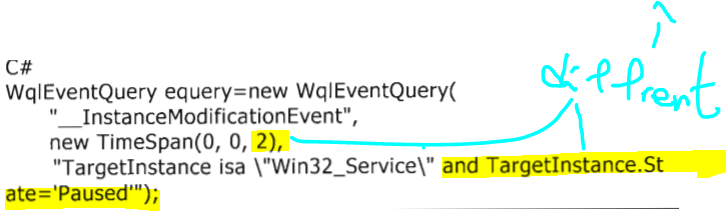 C#
WqlEventQuery equery=new WqlEventQuery(
"__InstanceModificationEvent",
new TimeSpan(0, 0, 2),
"TargetInstance isa \"Win32_Service\" and TargetInstance.St
ate='Paused'");
diffrent